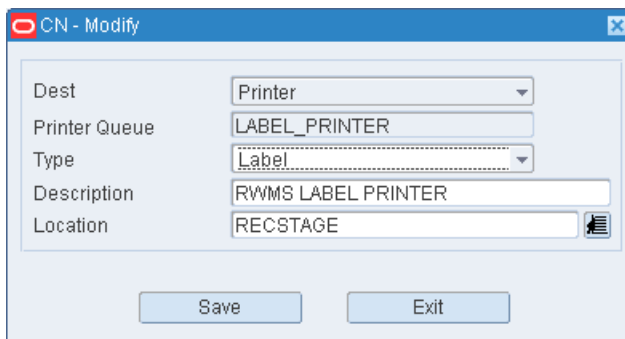 CN - Modify
Dest Printer
Printer Queue LABEL_PRINTER
Type Label
Description RWMS LABEL PRINTER
Location RECSTAGE
Save Exit